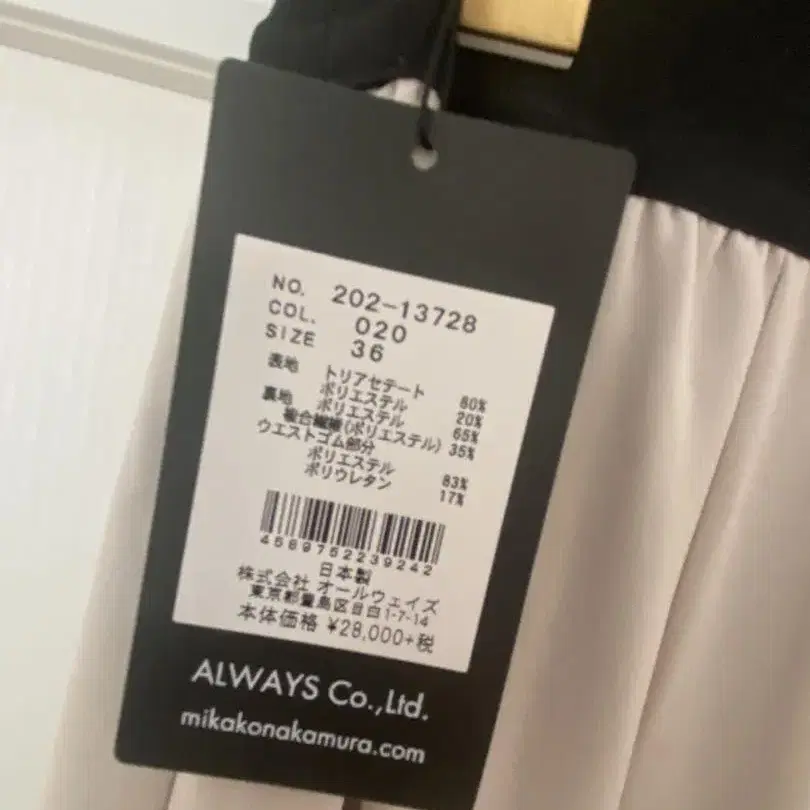 NO. 202-13728
COL. 020
SIZE 36
表地 トリアセテート 80%
ポリエステル 20%
裏地 ポリエステル 65%
複合繊維(ポリエステル) 35%
ウエストゴム部分
ポリエステル 83%
ポリウレタン 17%
4589752239242
日本製
株式会社 オールウェイズ
東京都豊島区目白1-7-14
本体価格 ¥28,000+税
ALWAYS Co.,Ltd.
mikakonakamura.com